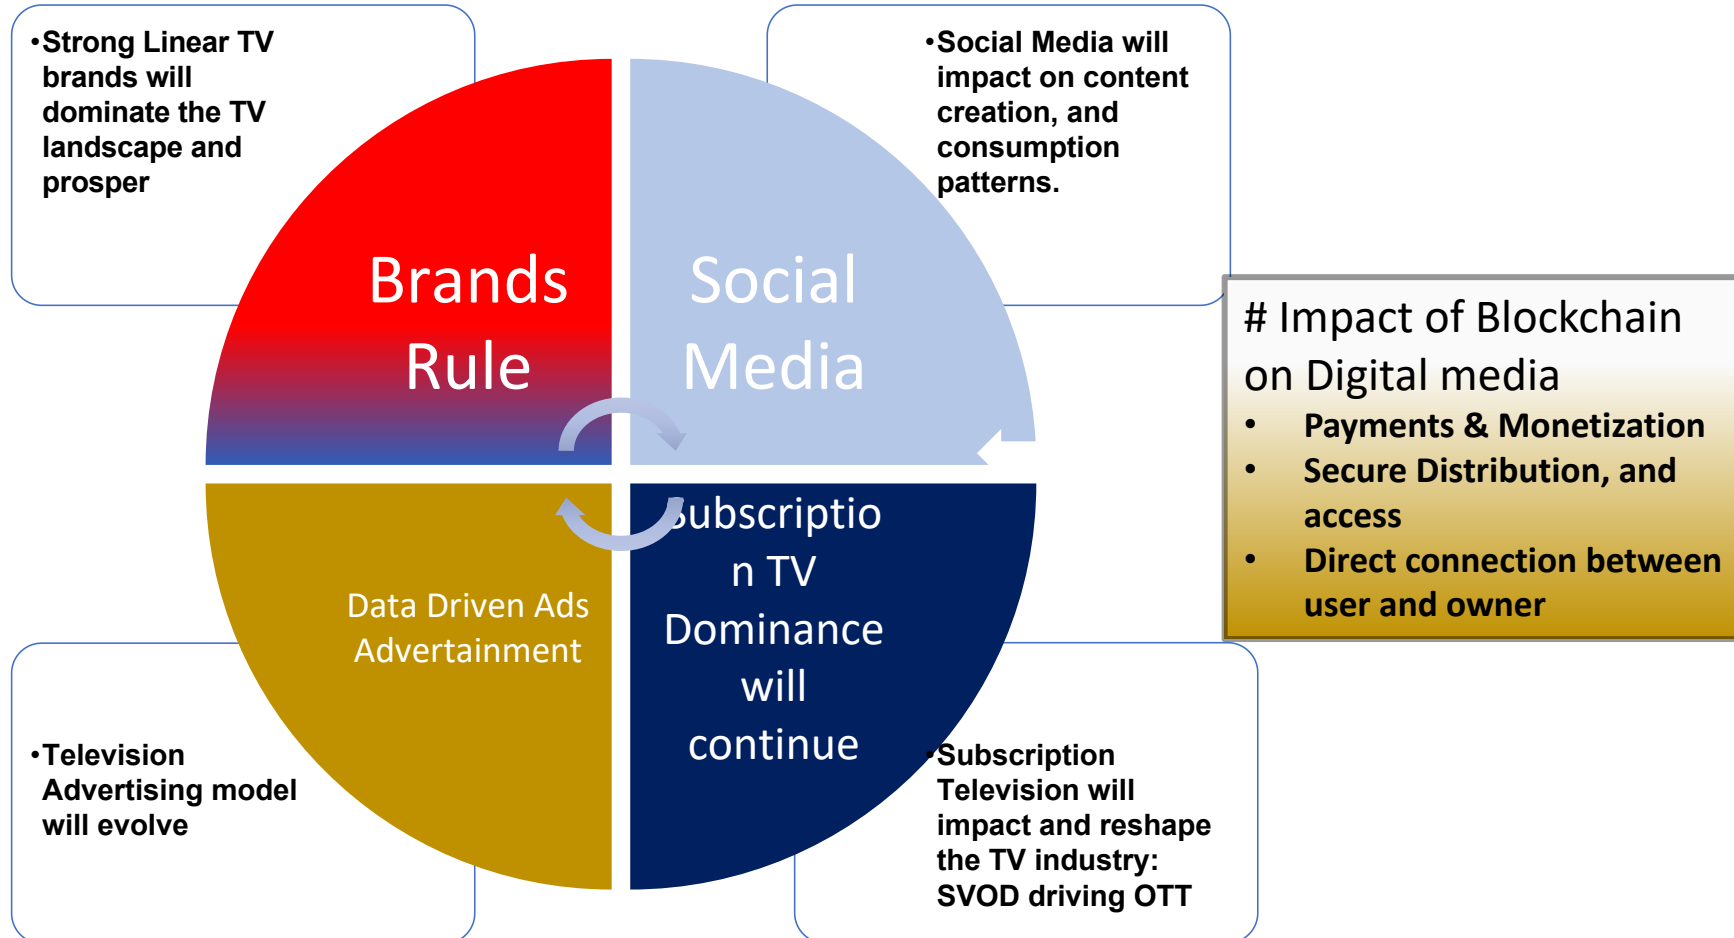 •Strong Linear TV
brands will
dominate the TV
landscape and
prosper
•Social Media will
impact on content
creation, and
consumption
patterns.
Brands
Rule
Social
Media
# Impact of Blockchain
on Digital media
• Payments & Monetization
• Secure Distribution, and
access
• Direct connection between
user and owner
Data Driven Ads
Advertainment
Subscriptio
n TV
Dominance
will
continue
•Television
Advertising model
will evolve
•Subscription
Television will
impact and reshape
the TV industry:
SVOD driving OTT